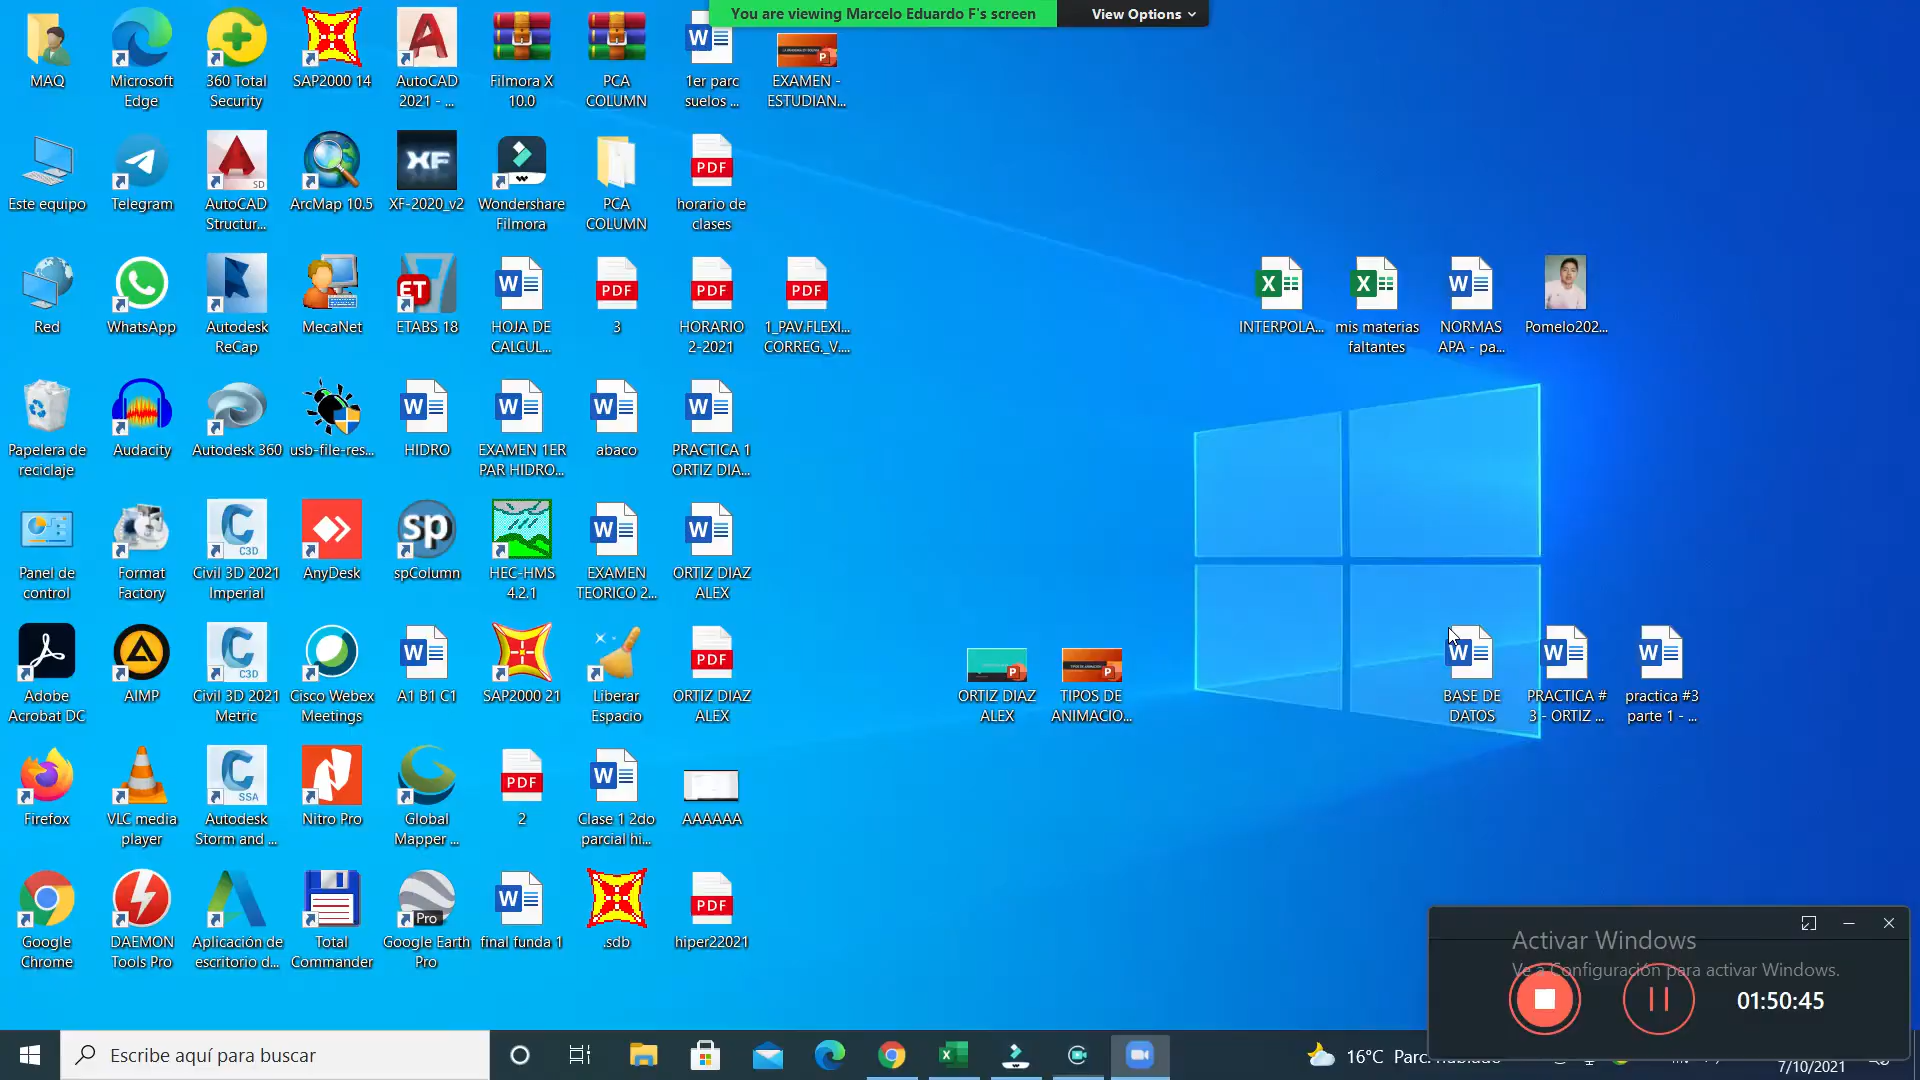 You are viewing Marcelo Eduardo F's screen
View Options
MAQ
Microsoft
Edge
360 Total
Security
SAP2000 14
AutoCAD
2021 - ...
Filmora X
10.0
PCA
COLUMN
1er parc
suelos ...
EXAMEN -
ESTUDIAN...
Este equipo
Telegram
AutoCAD
Structur...
ArcMap 10.5
XF-2020_v2
Wondershare
Filmora
PCA
COLUMN
horario de
clases
Red
WhatsApp
Autodesk
ReCap
MecaNet
ETABS 18
HOJA DE
CALCUL...
3
HORARIO
2-2021
1_PAV.FLEXI...
CORREG._V....
INTERPOLA...
mis materias
faltantes
NORMAS
APA - pa...
Pomelo202...
Papelera de
reciclaje
Audacity
Autodesk 360
usb-file-res...
HIDRO
EXAMEN 1ER
PAR HIDRO...
abaco
PRACTICA 1
ORTIZ DIA...
Panel de
control
Format
Factory
Civil 3D 2021
Imperial
AnyDesk
spColumn
HEC-HMS
4.2.1
EXAMEN
TEORICO 2...
ORTIZ DIAZ
ALEX
Adobe
Acrobat DC
AIMP
Civil 3D 2021
Metric
Cisco Webex
Meetings
A1 B1 C1
SAP2000 21
Liberar
Espacio
ORTIZ DIAZ
ALEX
ORTIZ DIAZ
ALEX
TIPOS DE
ANIMACIO...
BASE DE
DATOS
PRACTICA #
3 - ORTIZ ...
practica #3
parte 1 - ...
Firefox
VLC media
player
Autodesk
Storm and ...
Nitro Pro
Global
Mapper ...
2
Clase 1 2do
parcial hi...
AAAAAA
Google
Chrome
DAEMON
Tools Pro
Aplicación de
escritorio d...
Total
Commander
Google Earth
Pro
final funda 1
.sdb
hiper22021
Activar Windows
Ve a Configuración para activar Windows.
01:50:45
Escribe aquí para buscar
16°C
7/10/2021